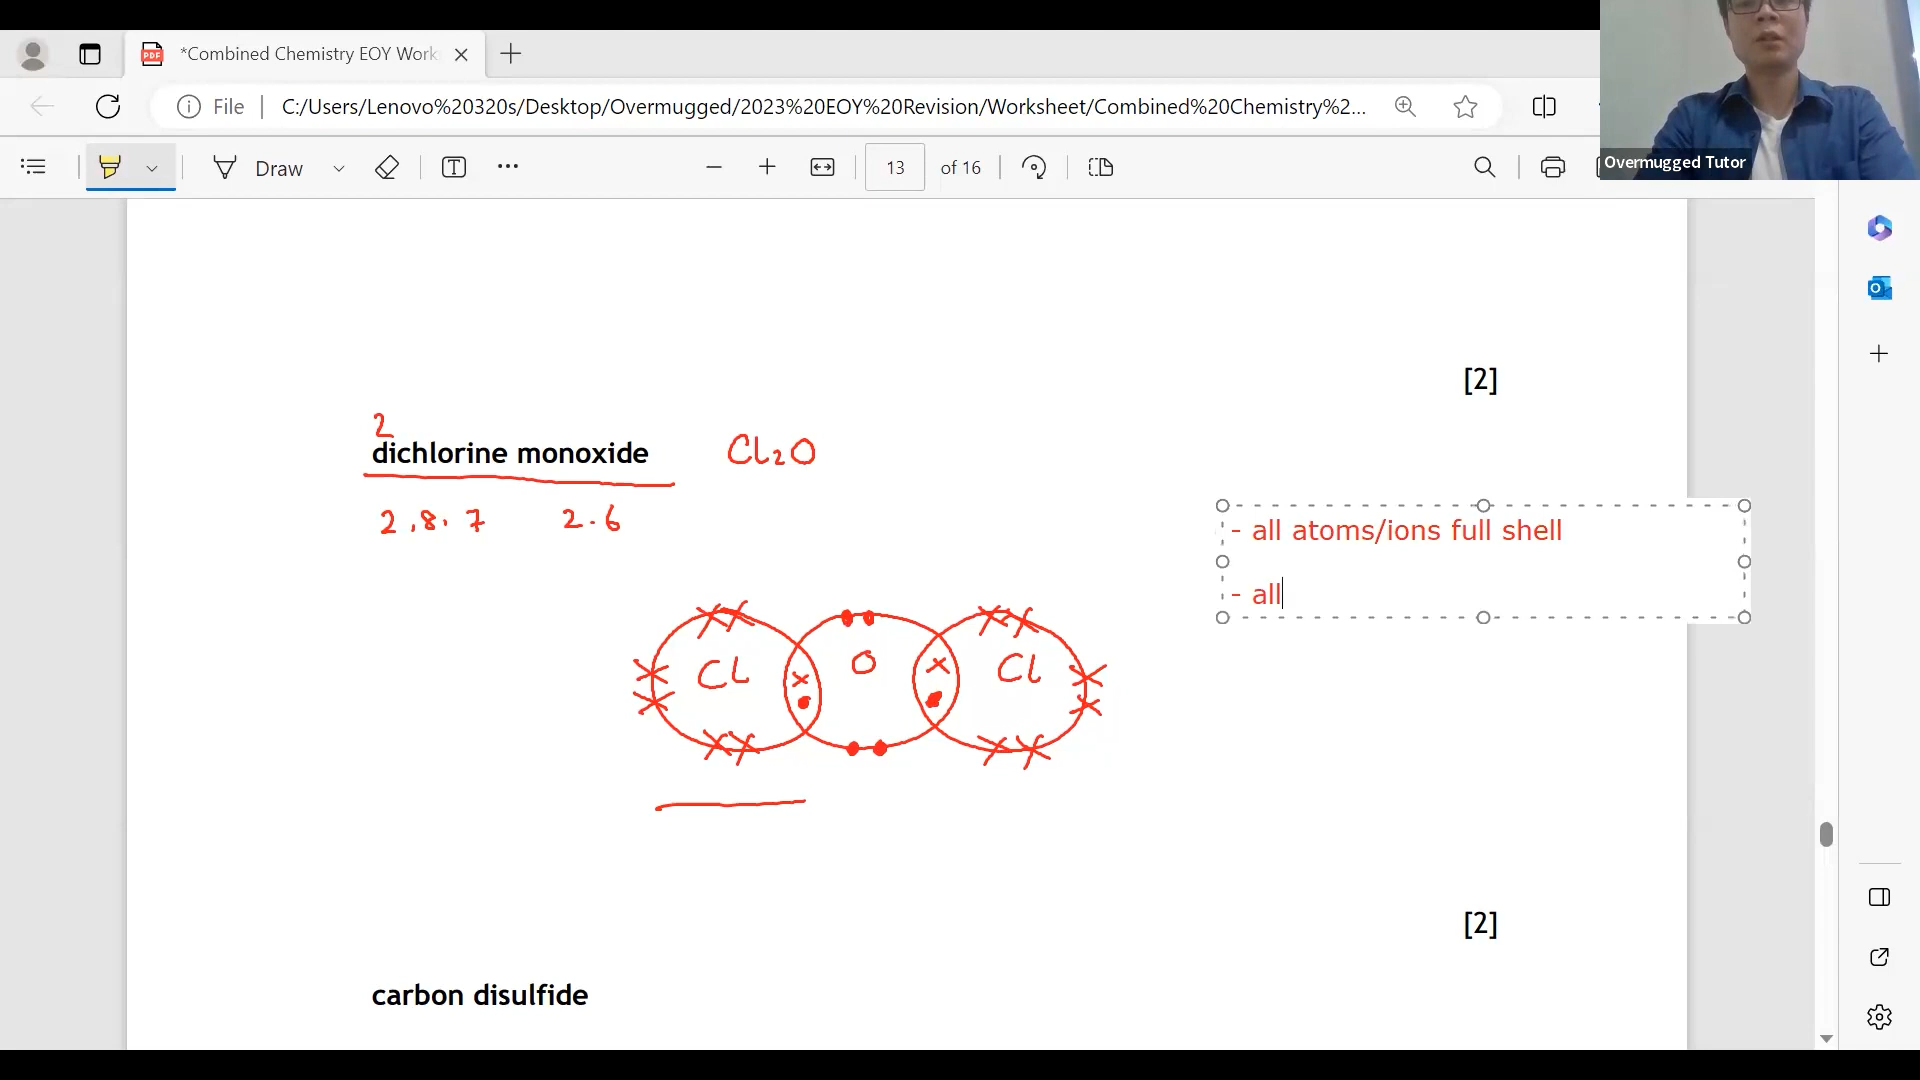 *Combined Chemistry EOY Work
File
C:/Users/Lenovo%20320s/Desktop/Overmugged/2023%20EOY%20Revision/Worksheet/Combined%20Chemistry%2...
Draw
13 of 16
Overmugged Tutor
[2]
2
dichlorine monoxide Cl₂O
2.8.7 2.6
- all atoms/ions full shell
- all
Cl O Cl
[2]
carbon disulfide